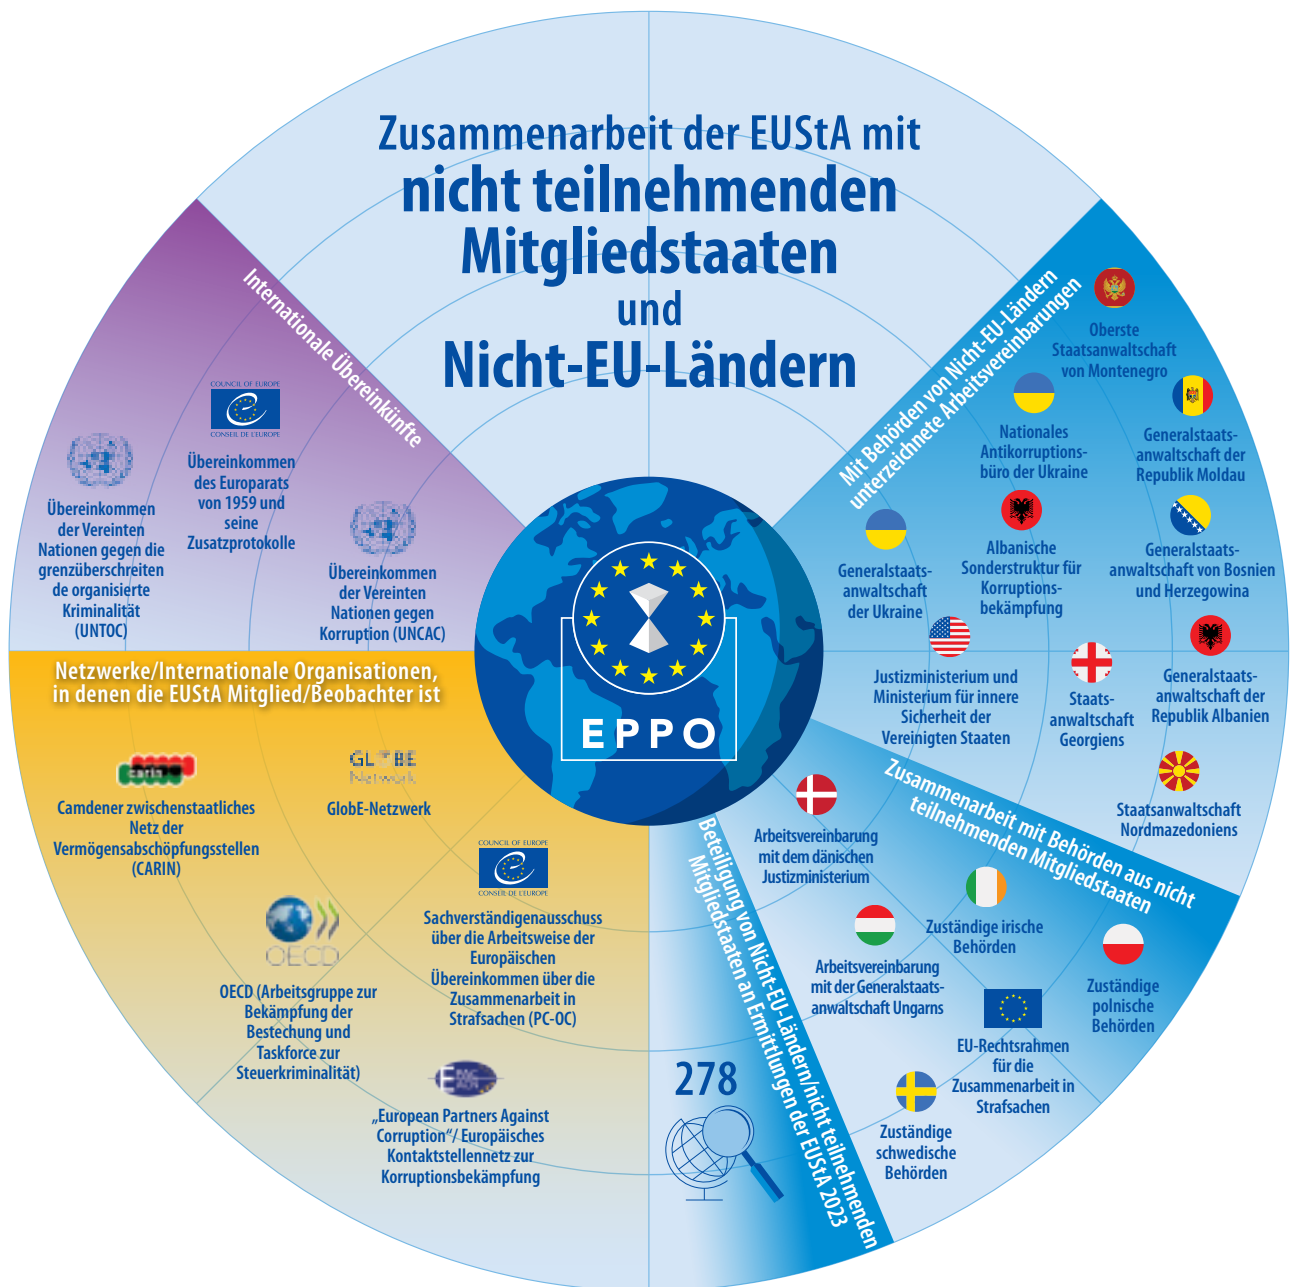 Zusammenarbeit der EUStA mit
nicht teilnehmenden
Mitgliedstaaten
und
Nicht-EU-Ländern
Internationale Übereinkünfte
COUNCIL OF EUROPE
CONSEIL DE L'EUROPE
Übereinkommen
des Europarats
von 1959 und
seine
Zusatzprotokolle
Übereinkommen
der Vereinten
Nationen gegen die
grenzüberschreiten
de organisierte
Kriminalität
(UNTOC)
Übereinkommen
der Vereinten
Nationen gegen
Korruption (UNCAC)
Mit Behörden von Nicht-EU-Ländern
unterzeichnete Arbeitsvereinbarungen
Oberste
Staatsanwaltschaft
von Montenegro
Nationales
Antikorruptions-
büro der Ukraine
Generalstaats-
anwaltschaft der
Republik Moldau
Generalstaats-
anwaltschaft
der Ukraine
Albanische
Sonderstruktur für
Korruptions-
bekämpfung
Generalstaats-
anwaltschaft von Bosnien
und Herzegowina
Justizministerium und
Ministerium für innere
Sicherheit der
Vereinigten Staaten
Staats-
anwaltschaft
Georgiens
Generalstaats-
anwaltschaft der
Republik Albanien
Staatsanwaltschaft
Nordmazedoniens
EPPO
Netzwerke/Internationale Organisationen,
in denen die EUStA Mitglied/Beobachter ist
carin
Camdener zwischenstaatliches
Netz der
Vermögensabschöpfungsstellen
(CARIN)
GLOBE
Network
GlobE-Netzwerk
COUNCIL OF EUROPE
CONSEIL DE L'EUROPE
Sachverständigenausschuss
über die Arbeitsweise der
Europäischen
Übereinkommen über die
Zusammenarbeit in
Strafsachen (PC-OC)
OECD
OECD (Arbeitsgruppe zur
Bekämpfung der
Bestechung und
Taskforce zur
Steuerkriminalität)
„European Partners Against
Corruption“/ Europäisches
Kontaktstellennetz zur
Korruptionsbekämpfung
Beteiligung von Nicht-EU-Ländern/nicht teilnehmenden
Mitgliedstaaten an Ermittlungen der EUStA 2023
278
Zusammenarbeit mit Behörden aus nicht
teilnehmenden Mitgliedstaaten
Arbeitsvereinbarung
mit dem dänischen
Justizministerium
Zuständige irische
Behörden
Arbeitsvereinbarung
mit der Generalstaats-
anwaltschaft Ungarns
Zuständige
polnische
Behörden
EU-Rechtsrahmen
für die
Zusammenarbeit in
Strafsachen
Zuständige
schwedische
Behörden